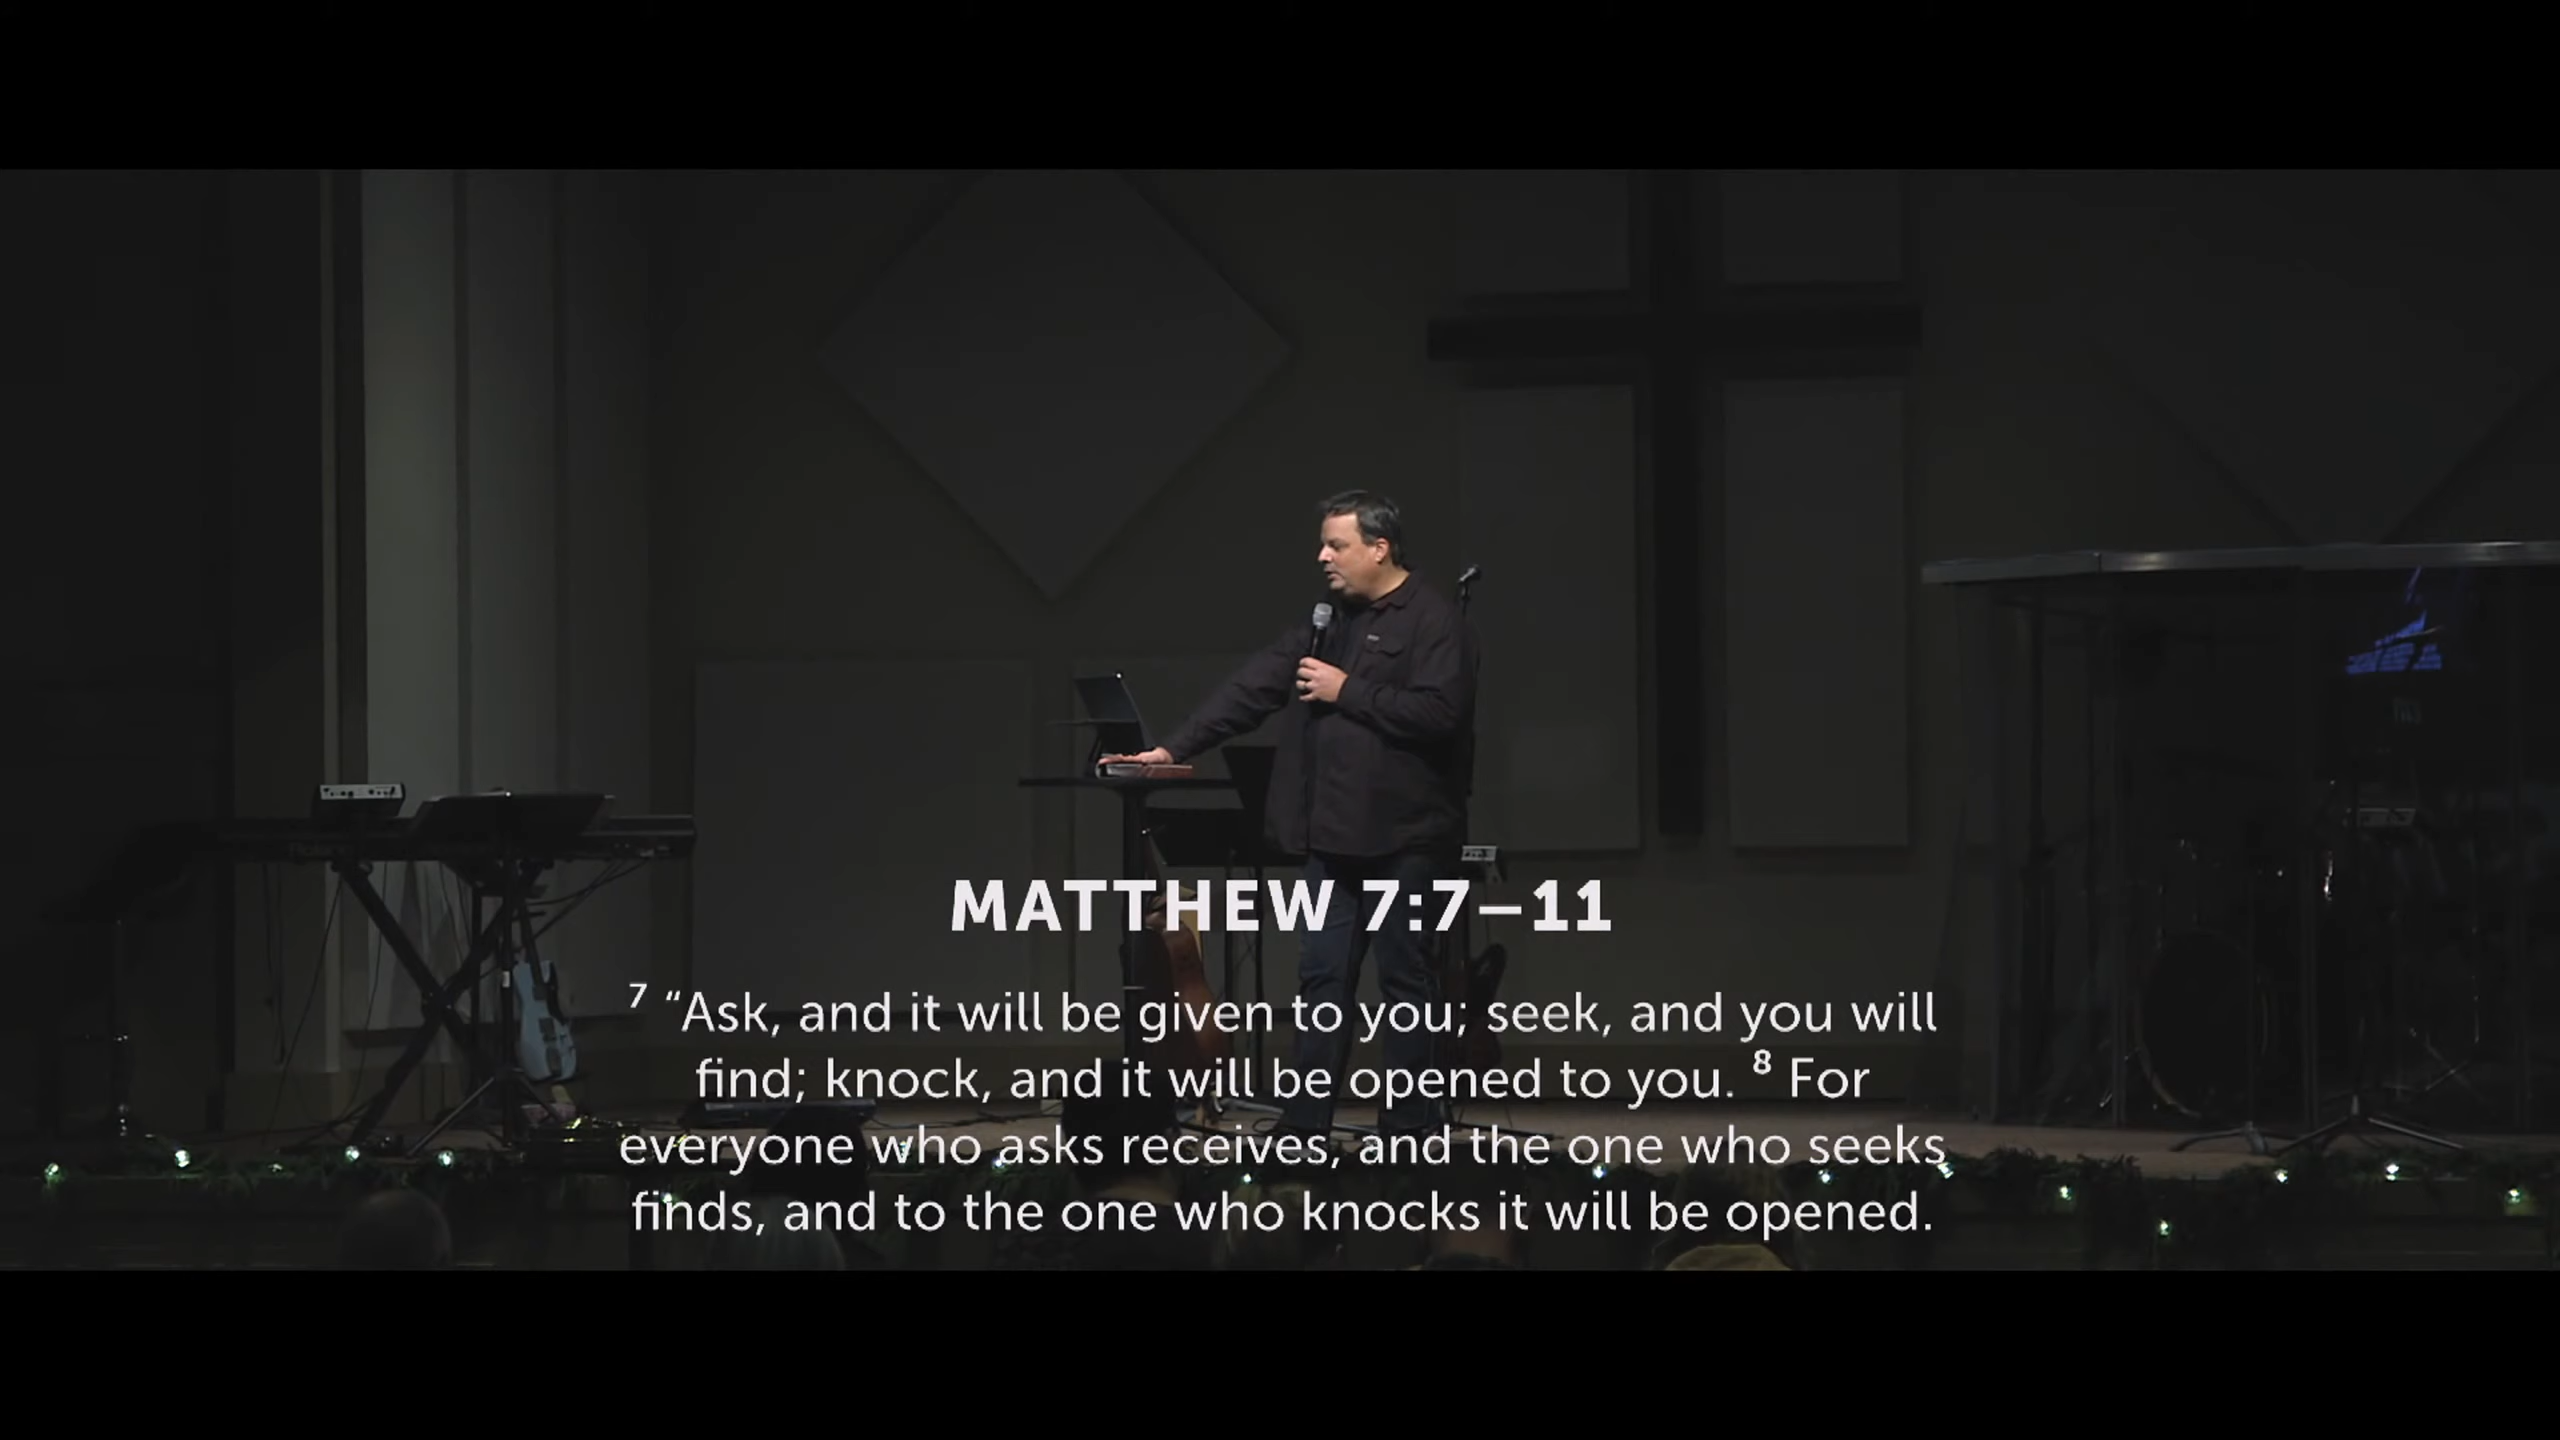 MATTHEW 7:7–11
7 “Ask, and it will be given to you; seek, and you will
find; knock, and it will be opened to you. 8 For
everyone who asks receives, and the one who seeks
finds, and to the one who knocks it will be opened.
Roland